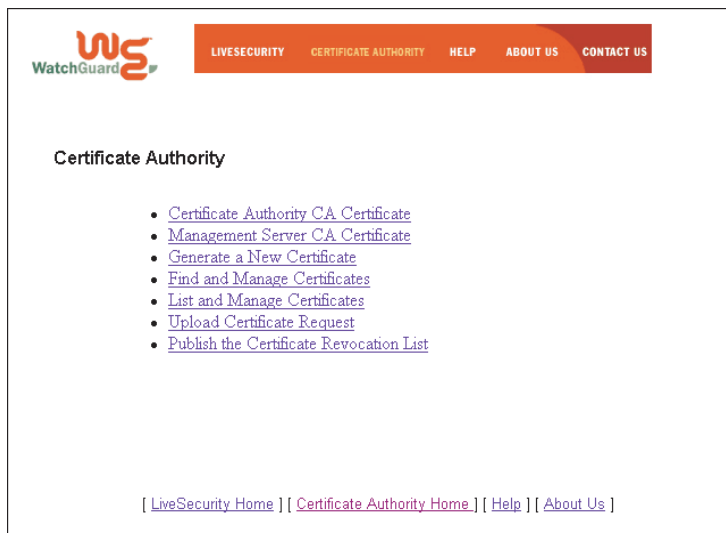 WatchGuard
LIVESECURITY CERTIFICATE AUTHORITY HELP ABOUT US CONTACT US
Certificate Authority
• Certificate Authority CA Certificate
• Management Server CA Certificate
• Generate a New Certificate
• Find and Manage Certificates
• List and Manage Certificates
• Upload Certificate Request
• Publish the Certificate Revocation List
[ LiveSecurity Home ] [ Certificate Authority Home ] [ Help ] [ About Us ]